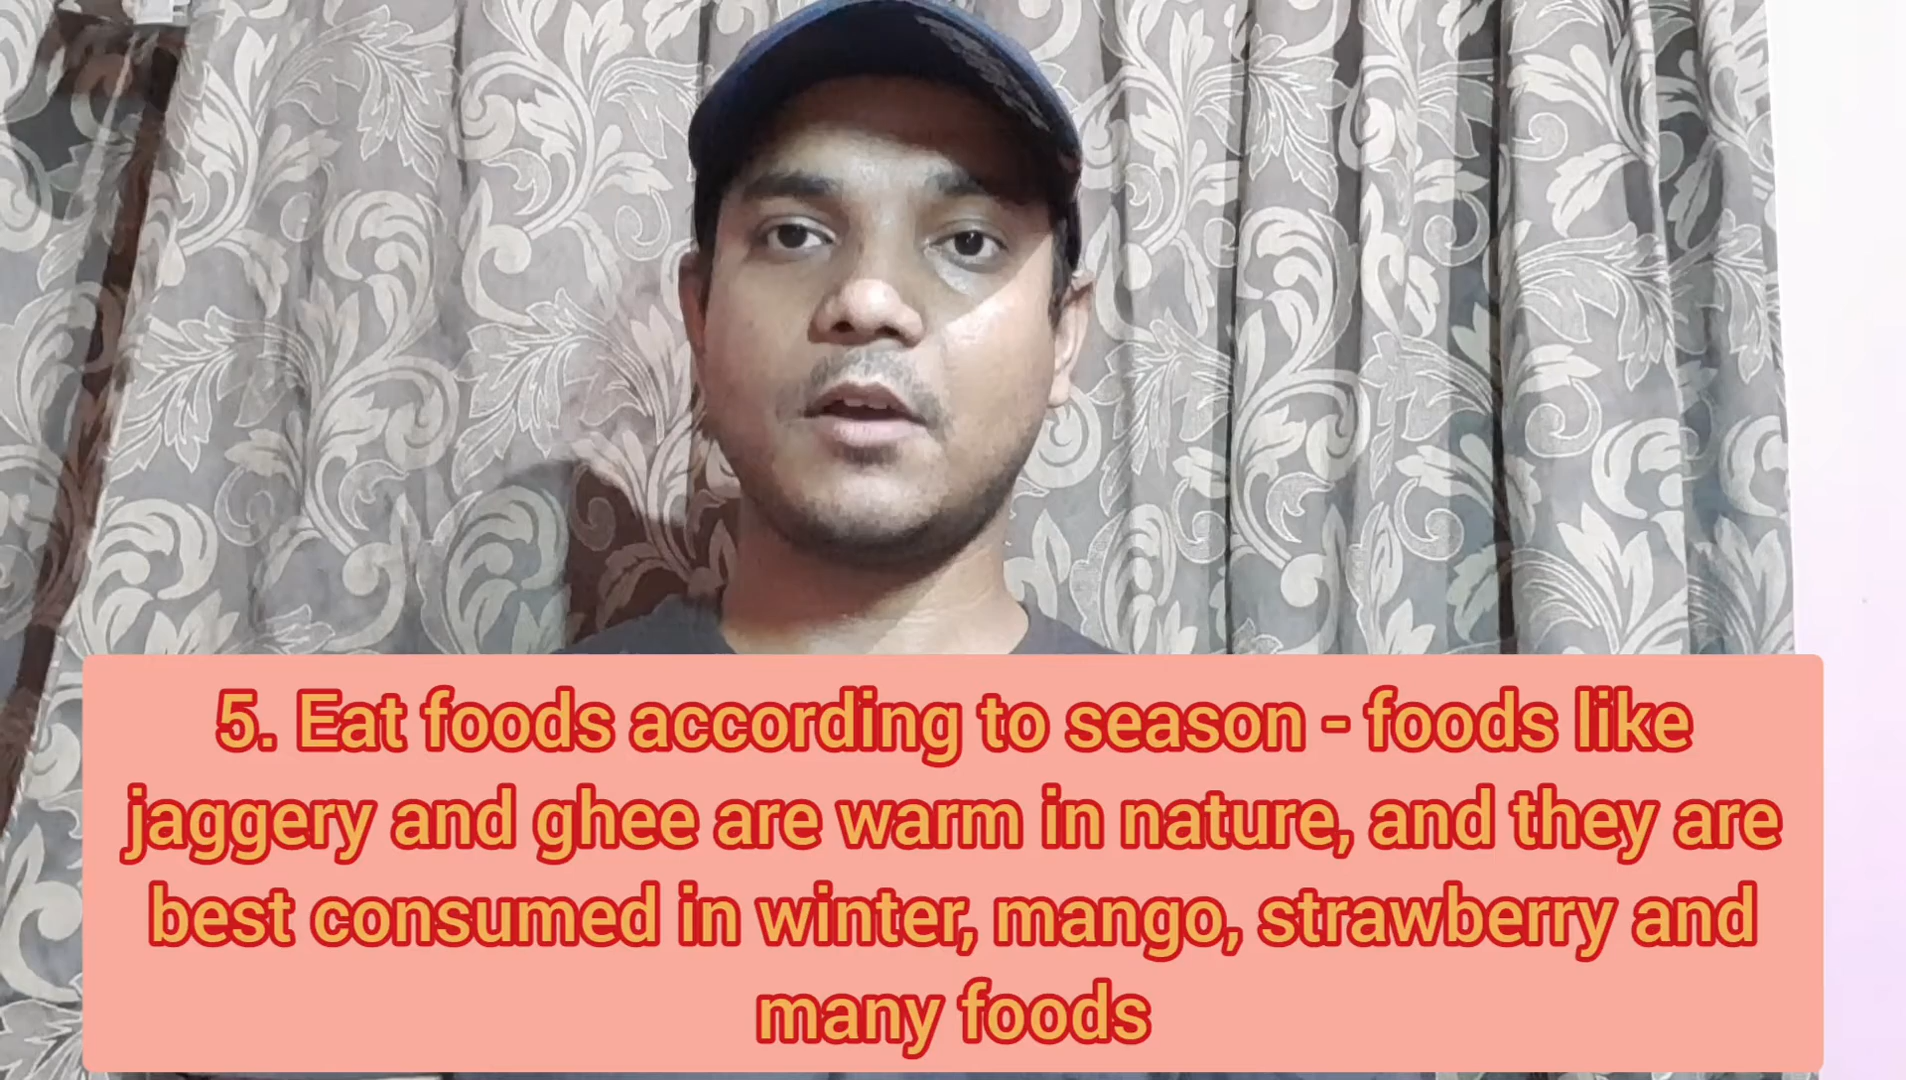 5. Eat foods according to season - foods like
jaggery and ghee are warm in nature, and they are
best consumed in winter, mango, strawberry and
many foods